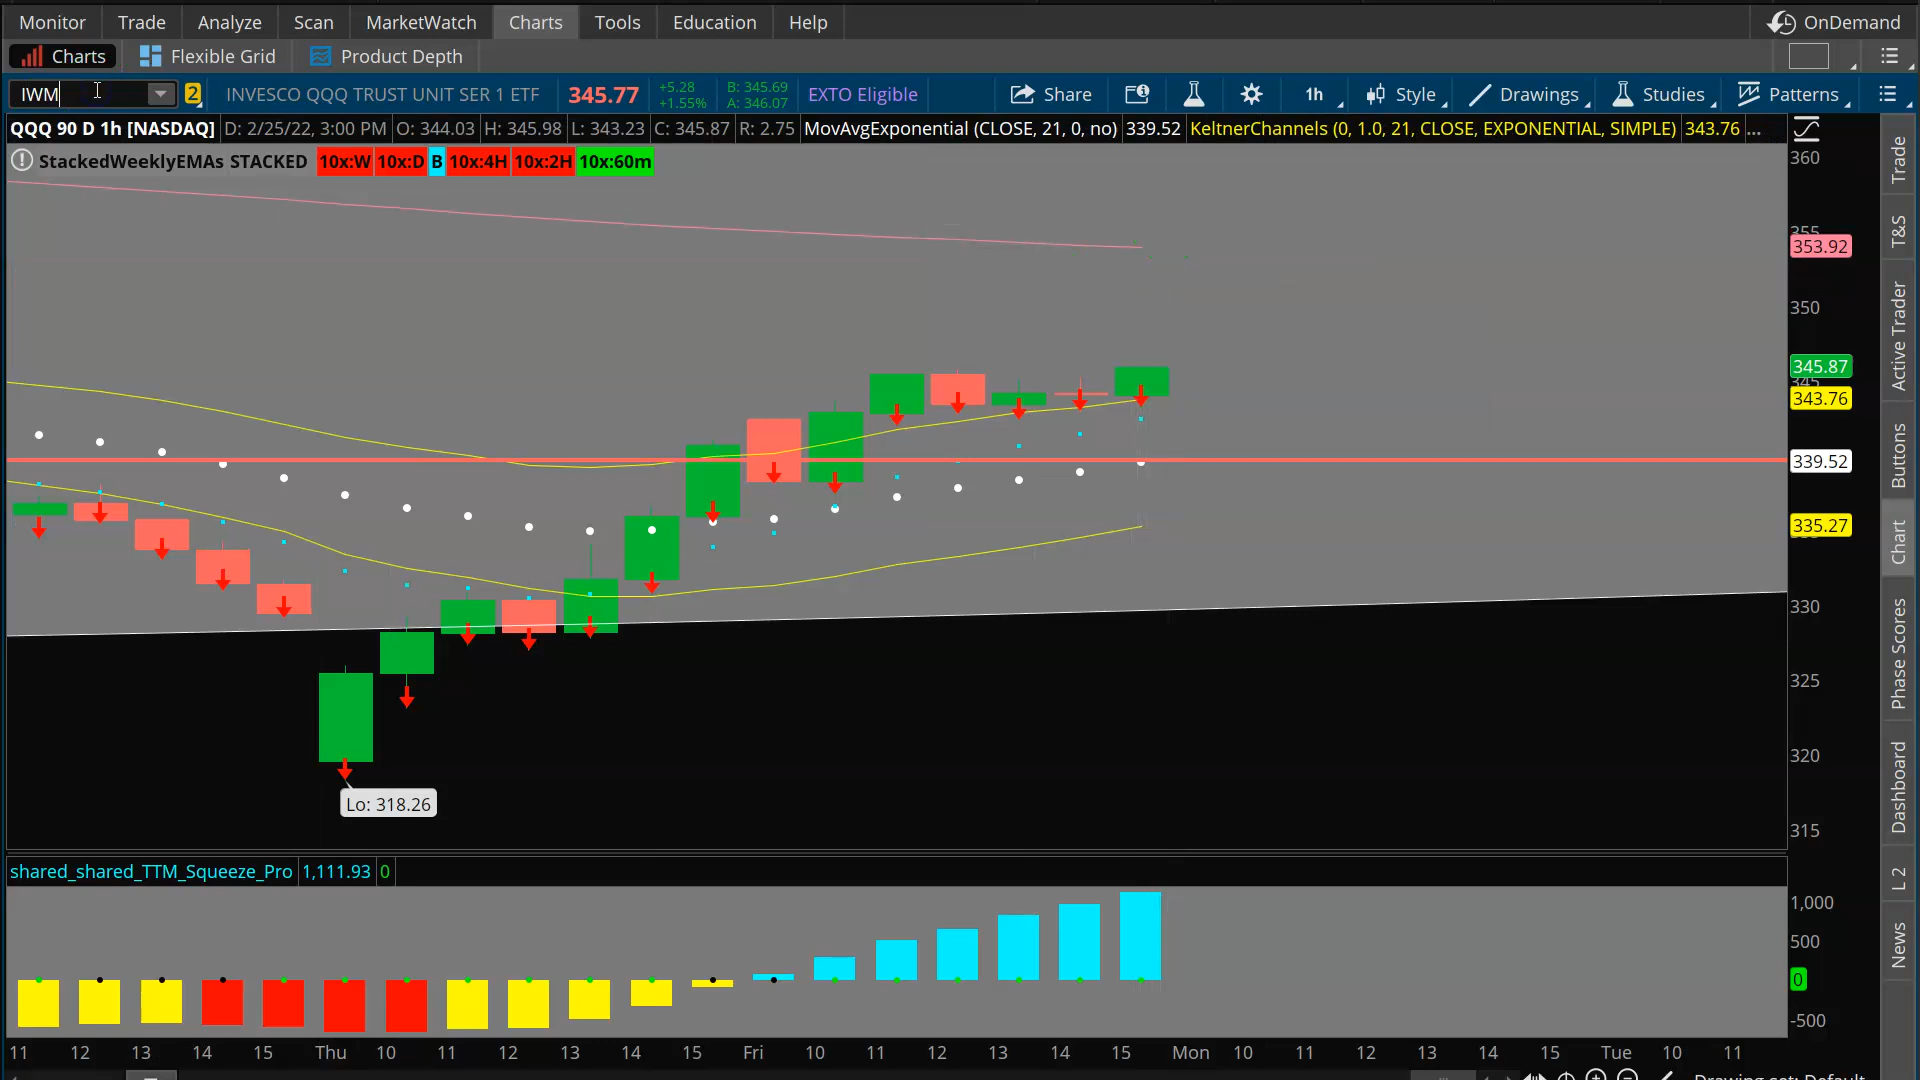 Monitor Trade Analyze Scan MarketWatch Charts Tools Education Help OnDemand
Charts Flexible Grid Product Depth
IWM 2 INVESCO QQQ TRUST UNIT SER 1 ETF 345.77 +5.28 +1.55% B: 345.69 A: 346.07 EXTO Eligible Share 1h Style Drawings Studies Patterns
QQQ 90 D 1h [NASDAQ] D: 2/25/22, 3:00 PM O: 344.03 H: 345.98 L: 343.23 C: 345.87 R: 2.75 MovAvgExponential (CLOSE, 21, 0, no) 339.52 KeltnerChannels (0, 1.0, 21, CLOSE, EXPONENTIAL, SIMPLE) 343.76 ...
StackedWeeklyEMAs STACKED 10x:W 10x:D B 10x:4H 10x:2H 10x:60m
360
355
353.92
350
345.87
345
343.76
339.52
335.27
330
325
320
315
Lo: 318.26
shared_shared_TTM_Squeeze_Pro 1,111.93 0
1,000
500
0
-500
11 12 13 14 15 Thu 10 11 12 13 14 15 Fri 10 11 12 13 14 15 Mon 10 11 12 13 14 15 Tue 10 11
Drawing set: Default
Trade
T&S
Active Trader
Buttons
Chart
Phase Scores
Dashboard
L 2
News